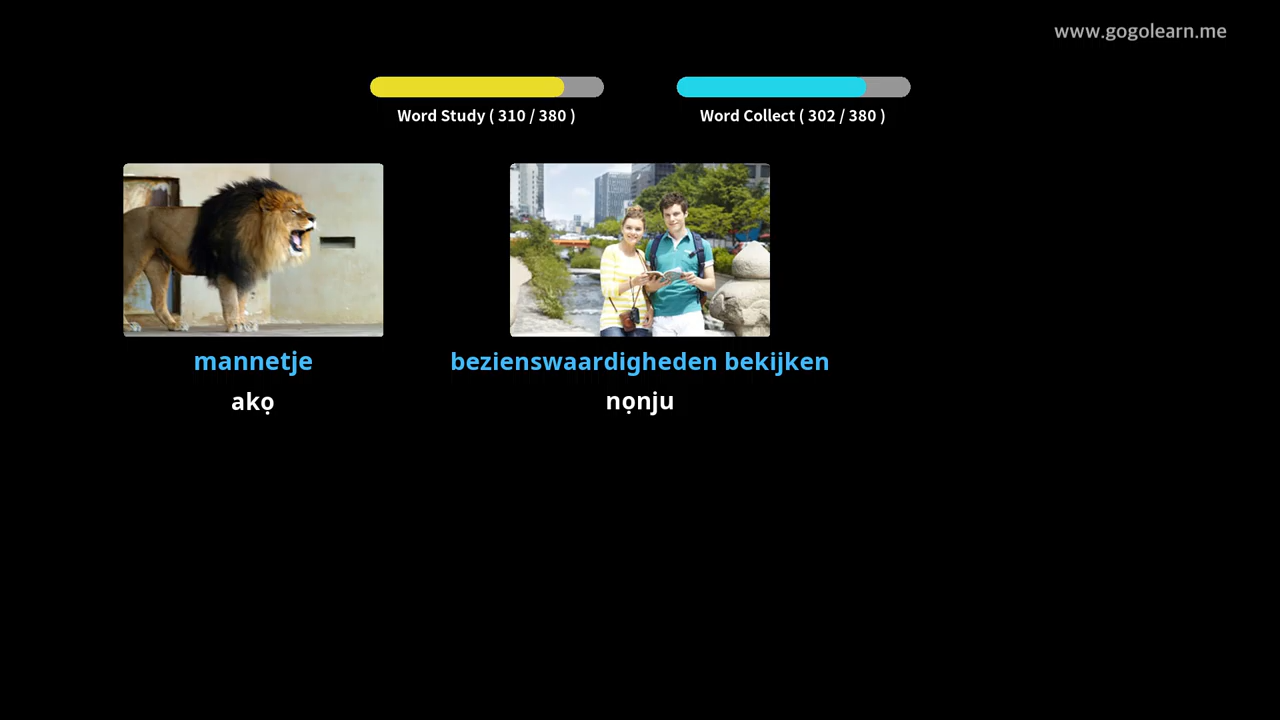 www.gogolearn.me
Word Study ( 310 / 380 )
Word Collect ( 302 / 380 )
mannetje
bezienswaardigheden bekijken
akọ
nọnju